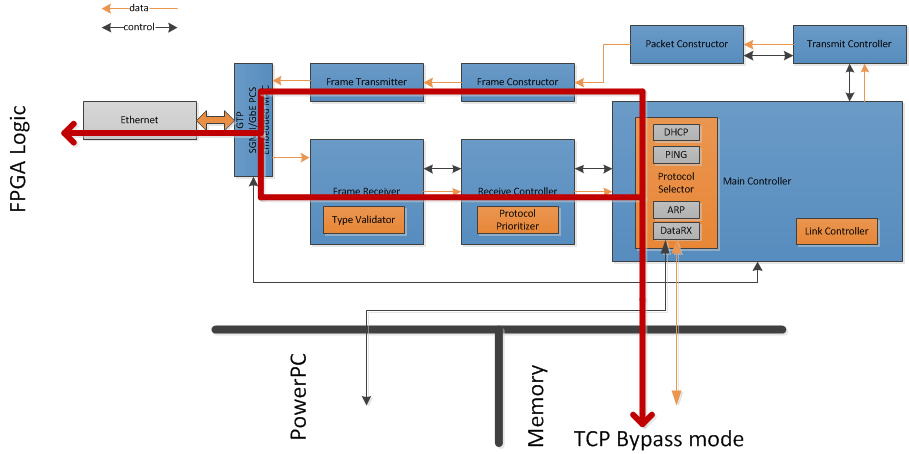 data
control
Packet Constructor
Transmit Controller
Frame Transmitter
Frame Constructor
Ethernet
GTP
SGMII/GbE PCS
Embedded MAC
FPGA Logic
DHCP
PING
Protocol
Selector
Main Controller
ARP
DataRX
Link Controller
Frame Receiver
Type Validator
Receive Controller
Protocol
Prioritizer
PowerPC
Memory
TCP Bypass mode